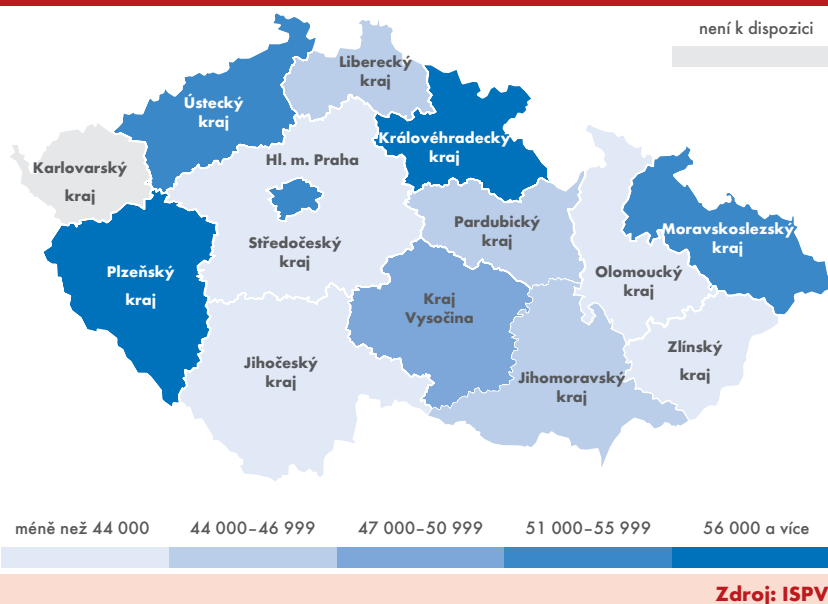 není k dispozici
Liberecký
kraj
Ústecký
kraj
Královéhradecký
kraj
Karlovarský
kraj
Hl. m. Praha
Středočeský
kraj
Pardubický
kraj
Moravskoslezský
kraj
Plzeňský
kraj
Olomoucký
kraj
Kraj
Vysočina
Zlínský
kraj
Jihočeský
kraj
Jihomoravský
kraj
méně než 44 000
44 000–46 999
47 000–50 999
51 000–55 999
56 000 a více
Zdroj: ISPV